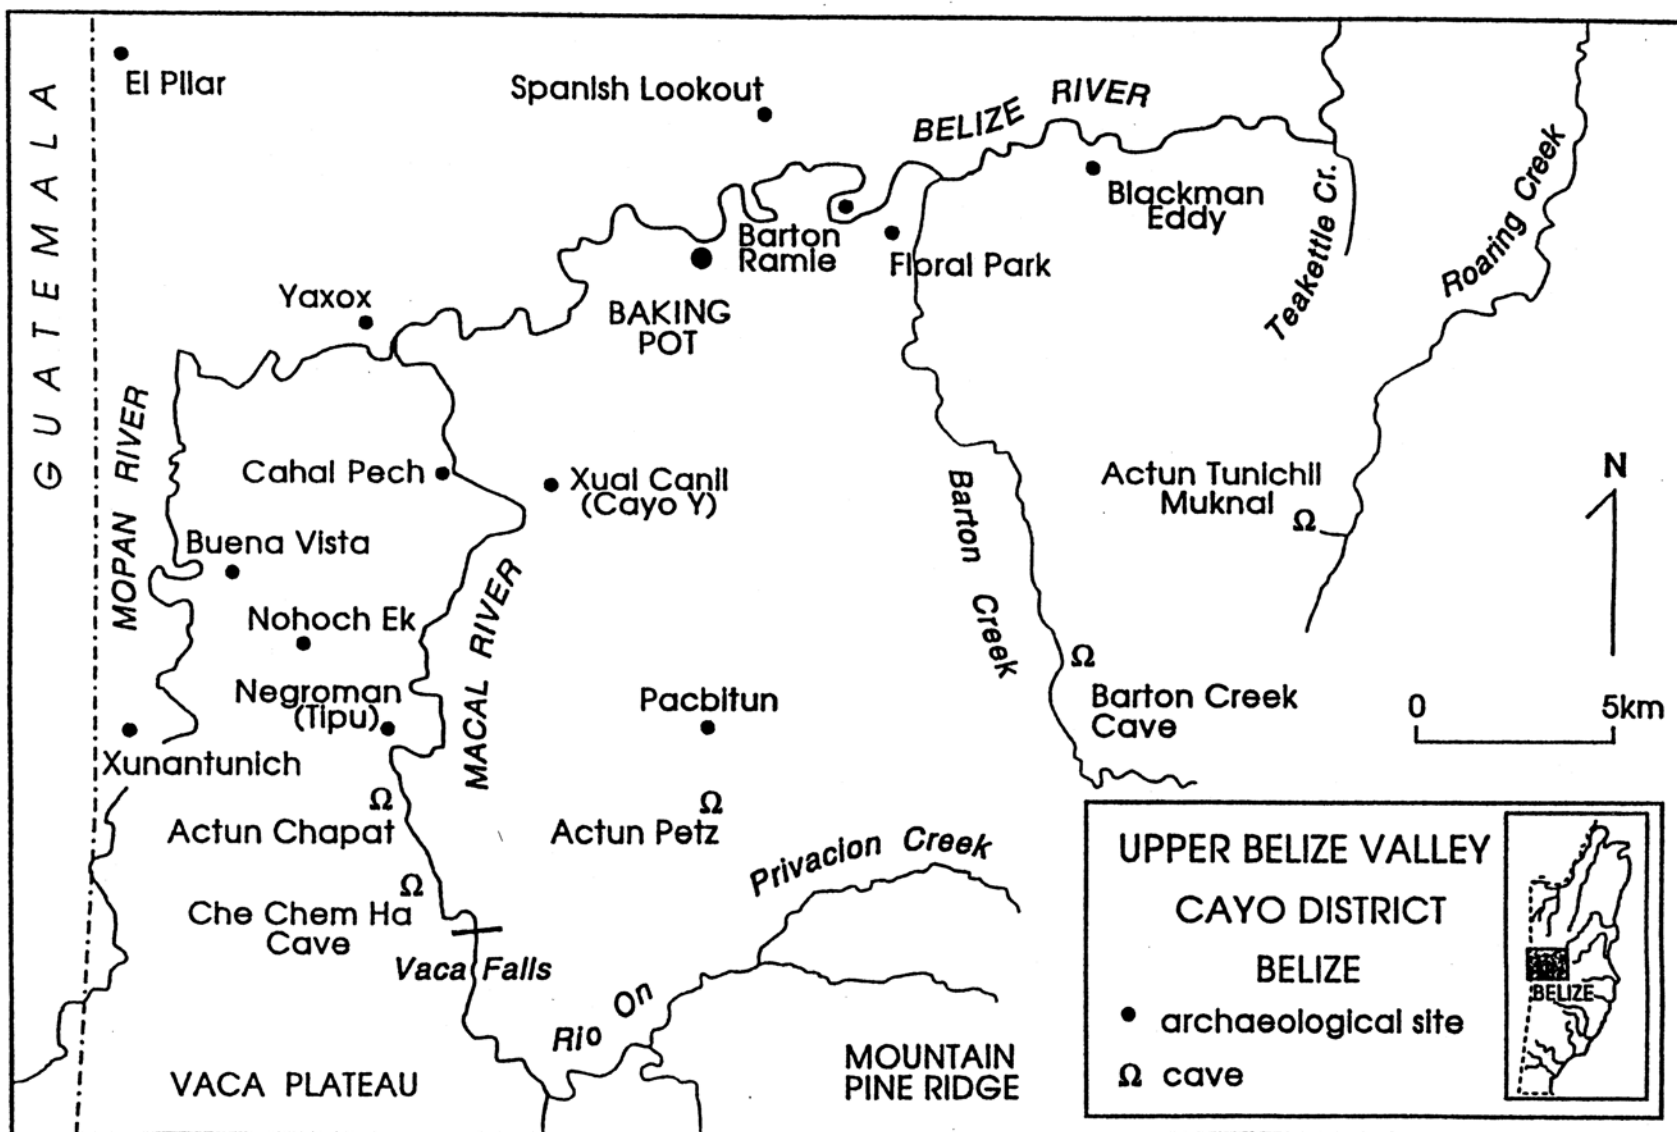 GUATEMALA
El Pilar
Spanish Lookout
BELIZE RIVER
Blackman
Eddy
Teakettle Cr.
Roaring Creek
Barton
Ramie
Floral Park
BAKING
POT
Yaxox
MOPAN RIVER
Cahal Pech
Xual Canil
(Cayo Y)
Barton Creek
Actun Tunichil
Muknal
N
Buena Vista
Nohoch Ek
MACAL RIVER
Negroman
(Tipu)
Pacbitun
Barton Creek
Cave
0 5km
Xunantunich
Actun Chapat
Actun Petz
Privacion Creek
Che Chem Ha
Cave
Vaca Falls
Rio On
VACA PLATEAU
MOUNTAIN
PINE RIDGE
UPPER BELIZE VALLEY
CAYO DISTRICT
BELIZE
archaeological site
Ω cave
BELIZE